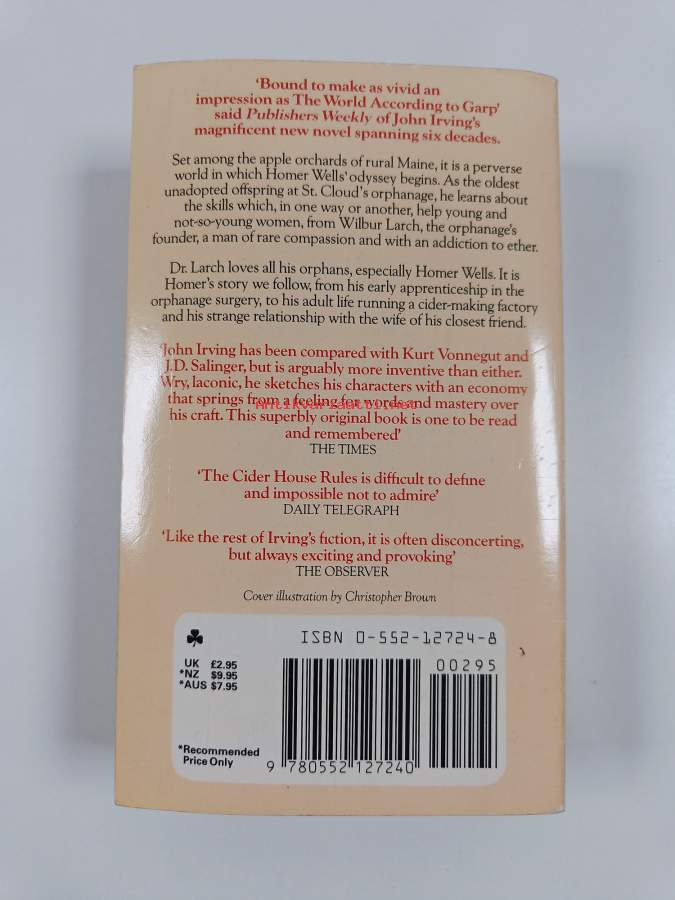 ‘Bound to make as vivid an
impression as The World According to Garp’
said Publishers Weekly of John Irving’s
magnificent new novel spanning six decades.
Set among the apple orchards of rural Maine, it is a perverse
world in which Homer Wells’ odyssey begins. As the oldest
unadopted offspring at St. Cloud’s orphanage, he learns about
the skills which, in one way or another, help young and
not-so-young women, from Wilbur Larch, the orphanage’s
founder, a man of rare compassion and with an addiction to ether.
Dr. Larch loves all his orphans, especially Homer Wells. It is
Homer’s story we follow, from his early apprenticeship in the
orphanage surgery, to his adult life running a cider-making factory
and his strange relationship with the wife of his closest friend.
‘John Irving has been compared with Kurt Vonnegut and
J.D. Salinger, but is arguably more inventive than either.
Wry, laconic, he sketches his characters with an economy
that springs from a feeling for words and mastery over
his craft. This superbly original book is one to be read
and remembered’
THE TIMES
‘The Cider House Rules is difficult to define
and impossible not to admire’
DAILY TELEGRAPH
‘Like the rest of Irving’s fiction, it is often disconcerting,
but always exciting and provoking’
THE OBSERVER
Cover illustration by Christopher Brown
ISBN 0-552-12724-8
00295
UK £2.95
*NZ $9.95
*AUS $7.95
*Recommended
Price Only
9 780552 127240